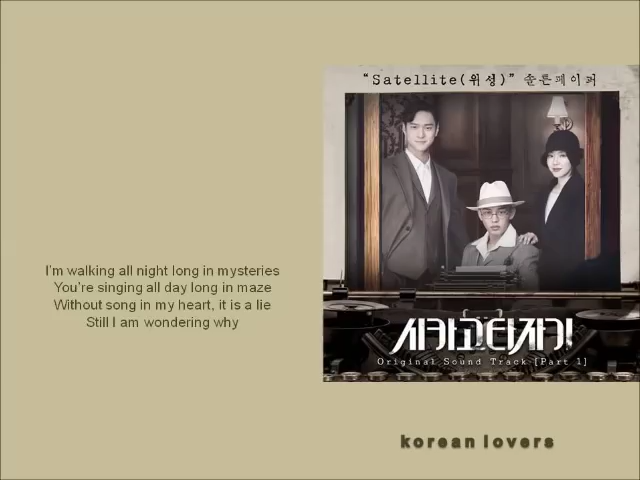 "Satellite(위성)" 솔튼페이퍼
I'm walking all night long in mysteries
You're singing all day long in maze
Without song in my heart, it is a lie
Still I am wondering why
시카고타자기
Original Sound Track [Part 1]
korean lovers